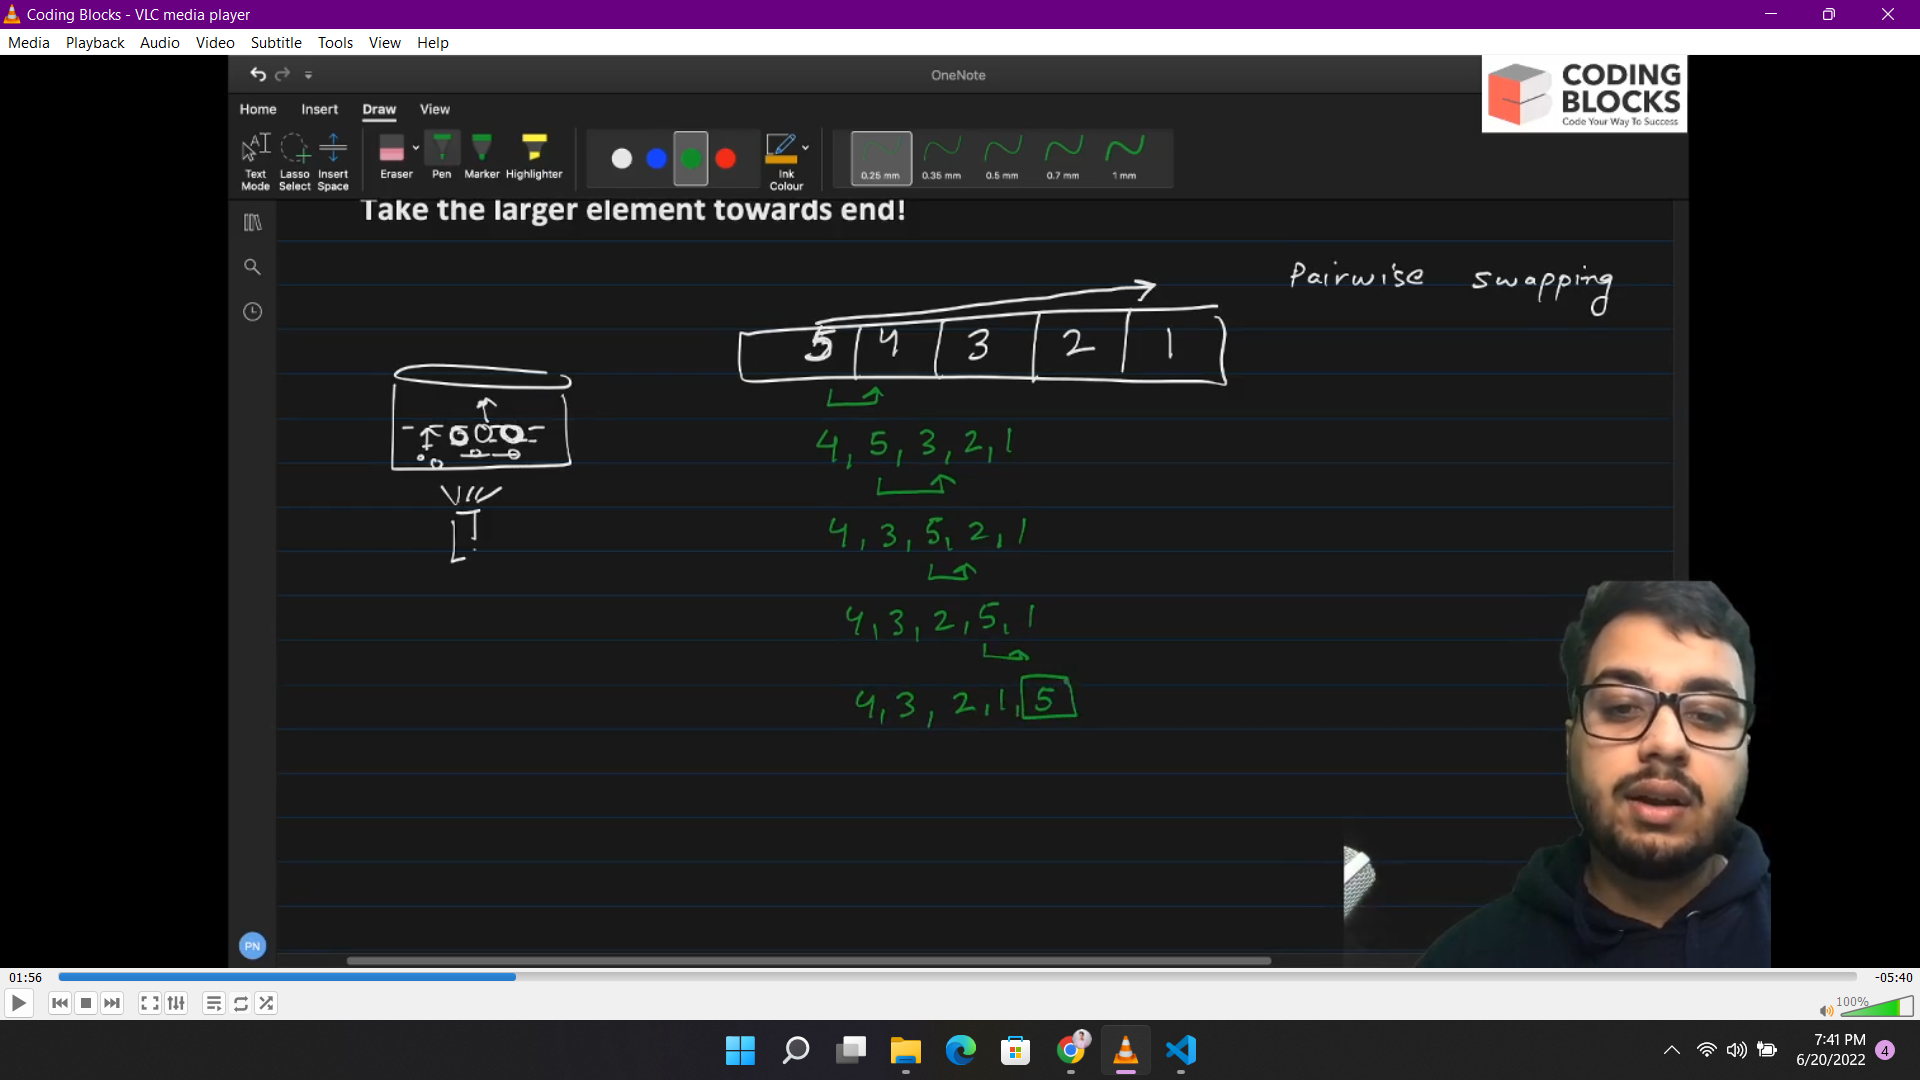 Coding Blocks - VLC media player
Media Playback Audio Video Subtitle Tools View Help
OneNote
CODING
BLOCKS
Code Your Way To Success
Home Insert Draw View
Text Mode
Lasso Select
Insert Space
Eraser
Pen
Marker
Highlighter
Ink Colour
0.25 mm 0.35 mm 0.5 mm 0.7 mm 1 mm
Take the larger element towards end!
Pairwise swapping
5 4 3 2 1
4, 5, 3, 2, 1
4, 3, 5, 2, 1
4, 3, 2, 5, 1
4, 3, 2, 1, 5
PN
01:56
-05:40
100%
7:41 PM
6/20/2022
4